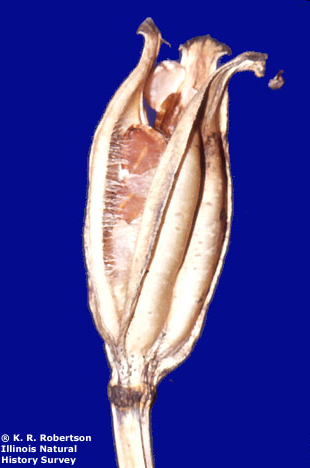 ® K. R. Robertson
Illinois Natural
History Survey